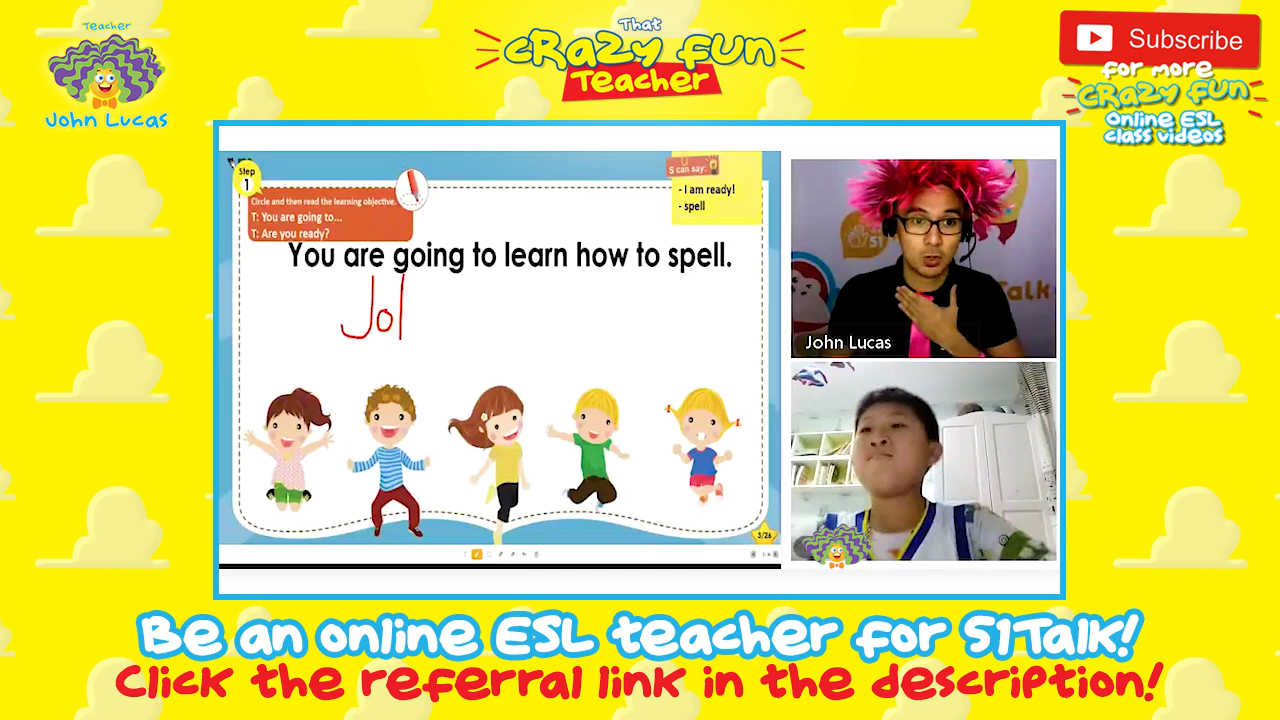 Teacher
John Lucas
That
CRazy fun
Teacher
Subscribe
for more
CRazy fun
online ESL
class videos
Step
1
Circle and then read the learning objective.
T: You are going to...
T: Are you ready?
S can say:
- I am ready!
- spell
You are going to learn how to spell.
Jol
3/26
51
Talk
John Lucas
Be an online ESL teacher for 51Talk!
Click the referral link in the description!